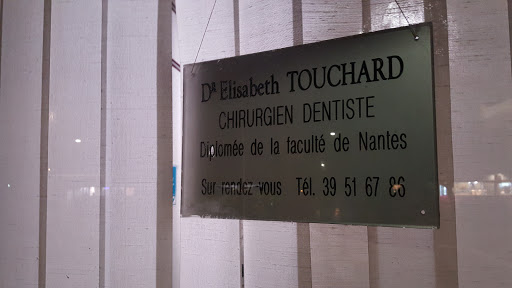 Dᴿ Elisabeth TOUCHARD
CHIRURGIEN DENTISTE
Diplomée de la faculté de Nantes
Sur rendez-vous Tél. 39 51 67 86